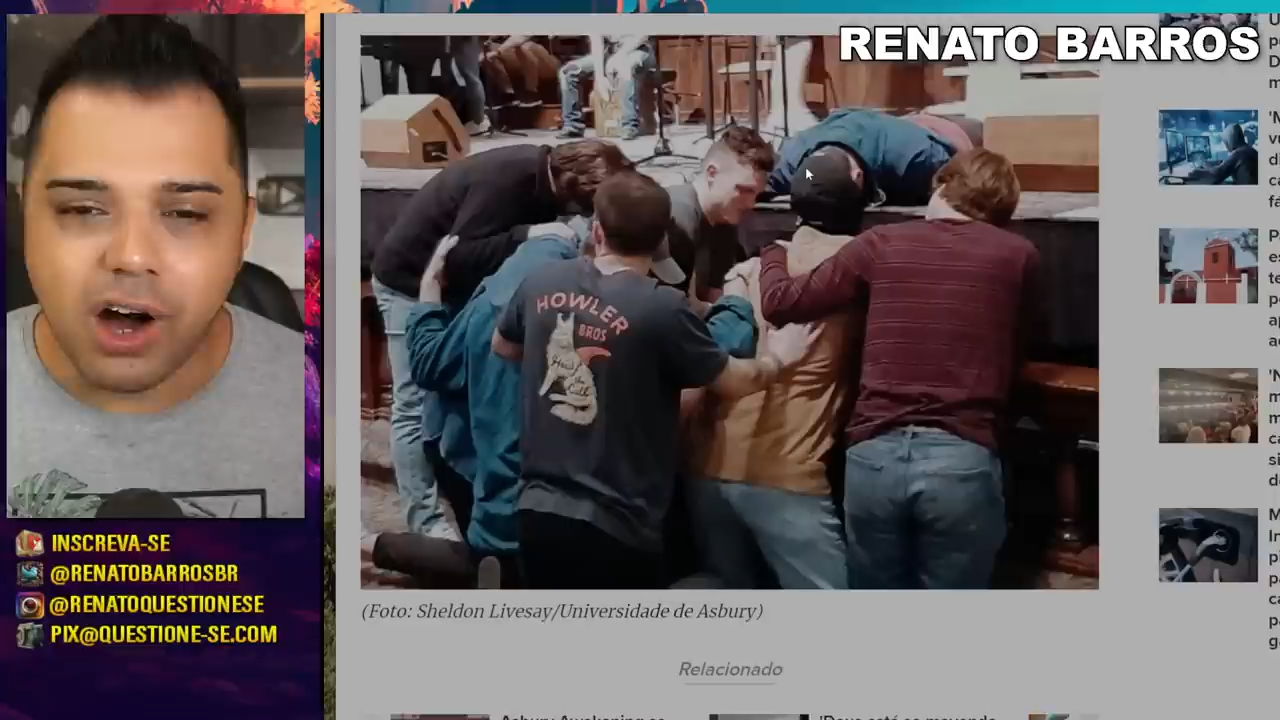 RENATO BARROS
HOWLER
BROS
INSCREVA-SE
@RENATOBARROSBR
@RENATOQUESTIONESE
PIX@QUESTIONE-SE.COM
(Foto: Sheldon Livesay/Universidade de Asbury)
Relacionado